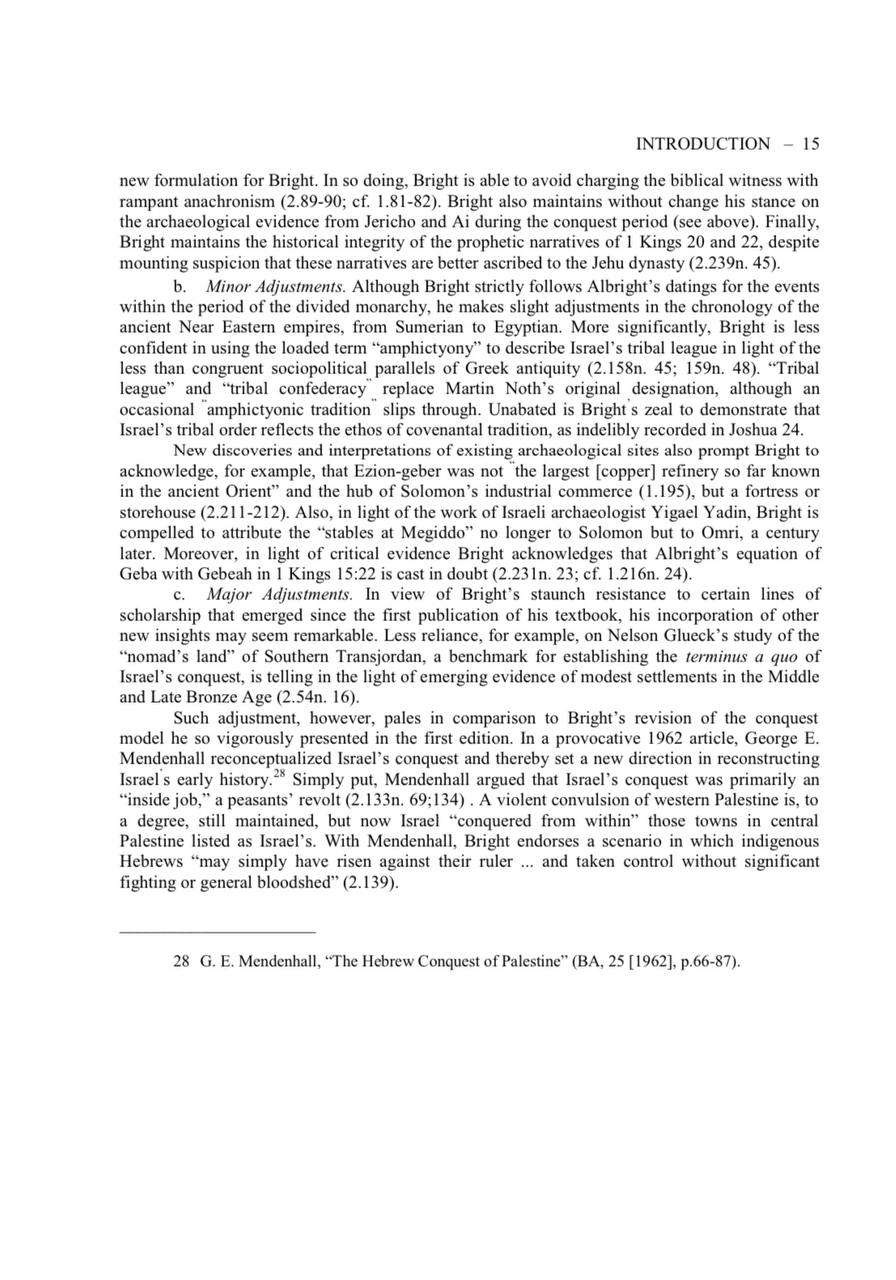 INTRODUCTION – 15
new formulation for Bright. In so doing, Bright is able to avoid charging the biblical witness with
rampant anachronism (2.89-90; cf. 1.81-82). Bright also maintains without change his stance on
the archaeological evidence from Jericho and Ai during the conquest period (see above). Finally,
Bright maintains the historical integrity of the prophetic narratives of 1 Kings 20 and 22, despite
mounting suspicion that these narratives are better ascribed to the Jehu dynasty (2.239n. 45).
b. Minor Adjustments. Although Bright strictly follows Albright’s datings for the events
within the period of the divided monarchy, he makes slight adjustments in the chronology of the
ancient Near Eastern empires, from Sumerian to Egyptian. More significantly, Bright is less
confident in using the loaded term “amphictyony” to describe Israel’s tribal league in light of the
less than congruent sociopolitical parallels of Greek antiquity (2.158n. 45; 159n. 48). “Tribal
league” and “tribal confederacy¨ replace Martin Noth’s original designation, although an
occasional ¨amphictyonic tradition¨ slips through. Unabated is Bright˙s zeal to demonstrate that
Israel’s tribal order reflects the ethos of covenantal tradition, as indelibly recorded in Joshua 24.
New discoveries and interpretations of existing archaeological sites also prompt Bright to
acknowledge, for example, that Ezion-geber was not ¨the largest [copper] refinery so far known
in the ancient Orient” and the hub of Solomon’s industrial commerce (1.195), but a fortress or
storehouse (2.211-212). Also, in light of the work of Israeli archaeologist Yigael Yadin, Bright is
compelled to attribute the “stables at Megiddo” no longer to Solomon but to Omri, a century
later. Moreover, in light of critical evidence Bright acknowledges that Albright’s equation of
Geba with Gebeah in 1 Kings 15:22 is cast in doubt (2.231n. 23; cf. 1.216n. 24).
c. Major Adjustments. In view of Bright’s staunch resistance to certain lines of
scholarship that emerged since the first publication of his textbook, his incorporation of other
new insights may seem remarkable. Less reliance, for example, on Nelson Glueck’s study of the
“nomad’s land” of Southern Transjordan, a benchmark for establishing the terminus a quo of
Israel’s conquest, is telling in the light of emerging evidence of modest settlements in the Middle
and Late Bronze Age (2.54n. 16).
Such adjustment, however, pales in comparison to Bright’s revision of the conquest
model he so vigorously presented in the first edition. In a provocative 1962 article, George E.
Mendenhall reconceptualized Israel’s conquest and thereby set a new direction in reconstructing
Israel˙s early history.28 Simply put, Mendenhall argued that Israel’s conquest was primarily an
“inside job,” a peasants’ revolt (2.133n. 69;134) . A violent convulsion of western Palestine is, to
a degree, still maintained, but now Israel “conquered from within” those towns in central
Palestine listed as Israel’s. With Mendenhall, Bright endorses a scenario in which indigenous
Hebrews “may simply have risen against their ruler ... and taken control without significant
fighting or general bloodshed” (2.139).
28 G. E. Mendenhall, “The Hebrew Conquest of Palestine” (BA, 25 [1962], p.66-87).